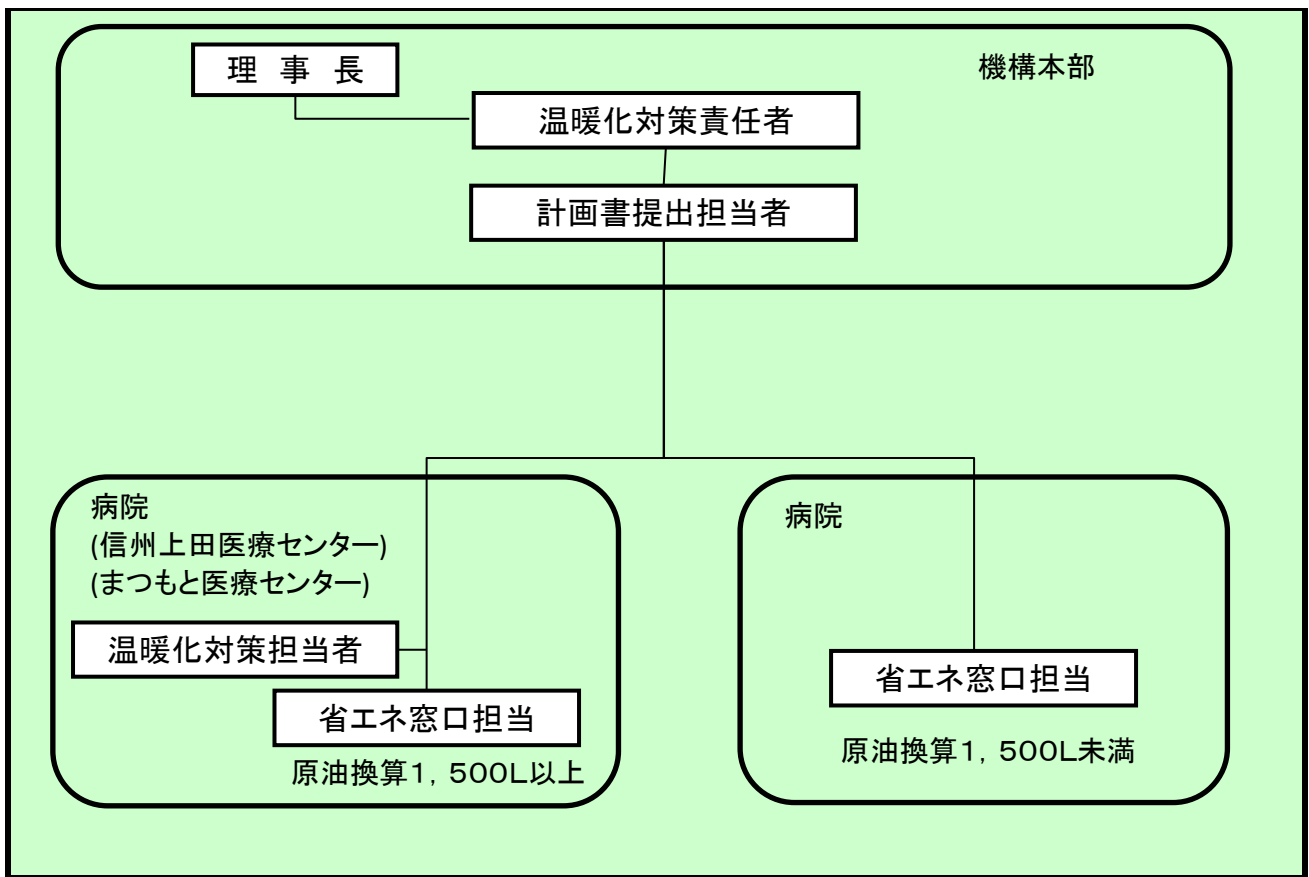 理 事 長
機構本部
温暖化対策責任者
計画書提出担当者
病院
(信州上田医療センター)
(まつもと医療センター)
温暖化対策担当者
省エネ窓口担当
原油換算1，500L以上
病院
省エネ窓口担当
原油換算1，500L未満